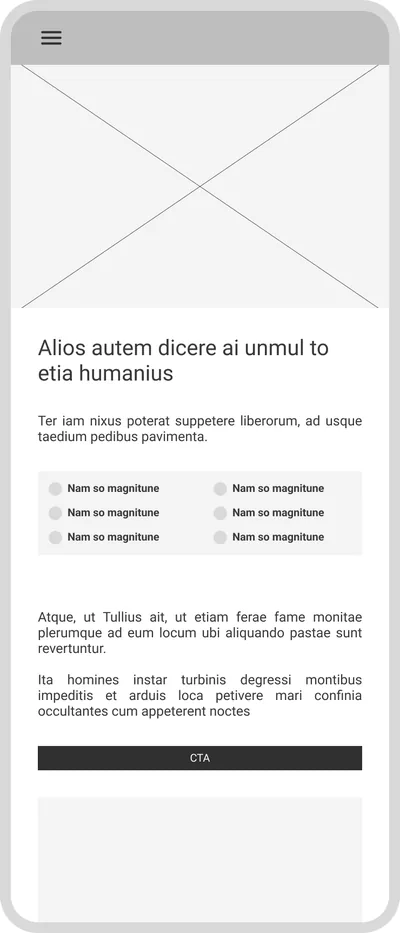 Alios autem dicere ai unmul to
etia humanius
Ter iam nixus poterat suppetere liberorum, ad usque
taedium pedibus pavimenta.
Nam so magnitune
Nam so magnitune
Nam so magnitune
Nam so magnitune
Nam so magnitune
Nam so magnitune
Atque, ut Tullius ait, ut etiam ferae fame monitae
plerumque ad eum locum ubi aliquando pastae sunt
revertuntur.
Ita homines instar turbinis degressi montibus
impeditis et arduis loca petivere mari confinia
occultantes cum appeterent noctes
CTA